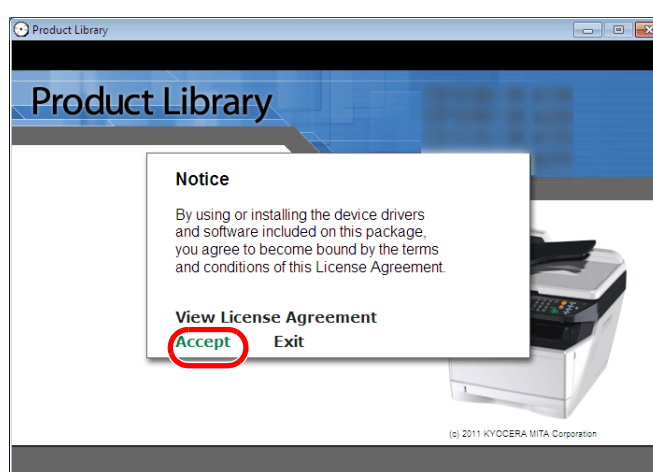 Product Library
Product Library
Notice
By using or installing the device drivers
and software included on this package,
you agree to become bound by the terms
and conditions of this License Agreement.
View License Agreement
Accept Exit
(c) 2011 KYOCERA MITA Corporation